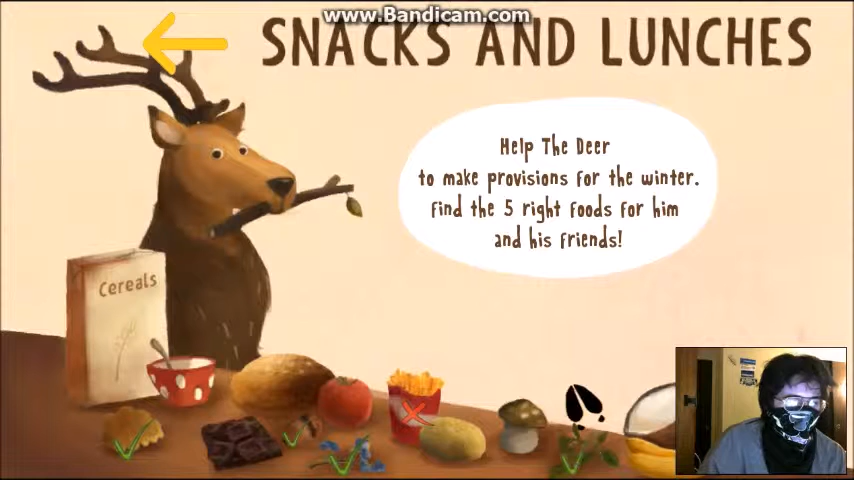 www.Bandicam.com
SNACKS AND LUNCHES
Help The Deer
to make provisions for the winter.
Find the 5 right foods for him
and his friends!
Cereals